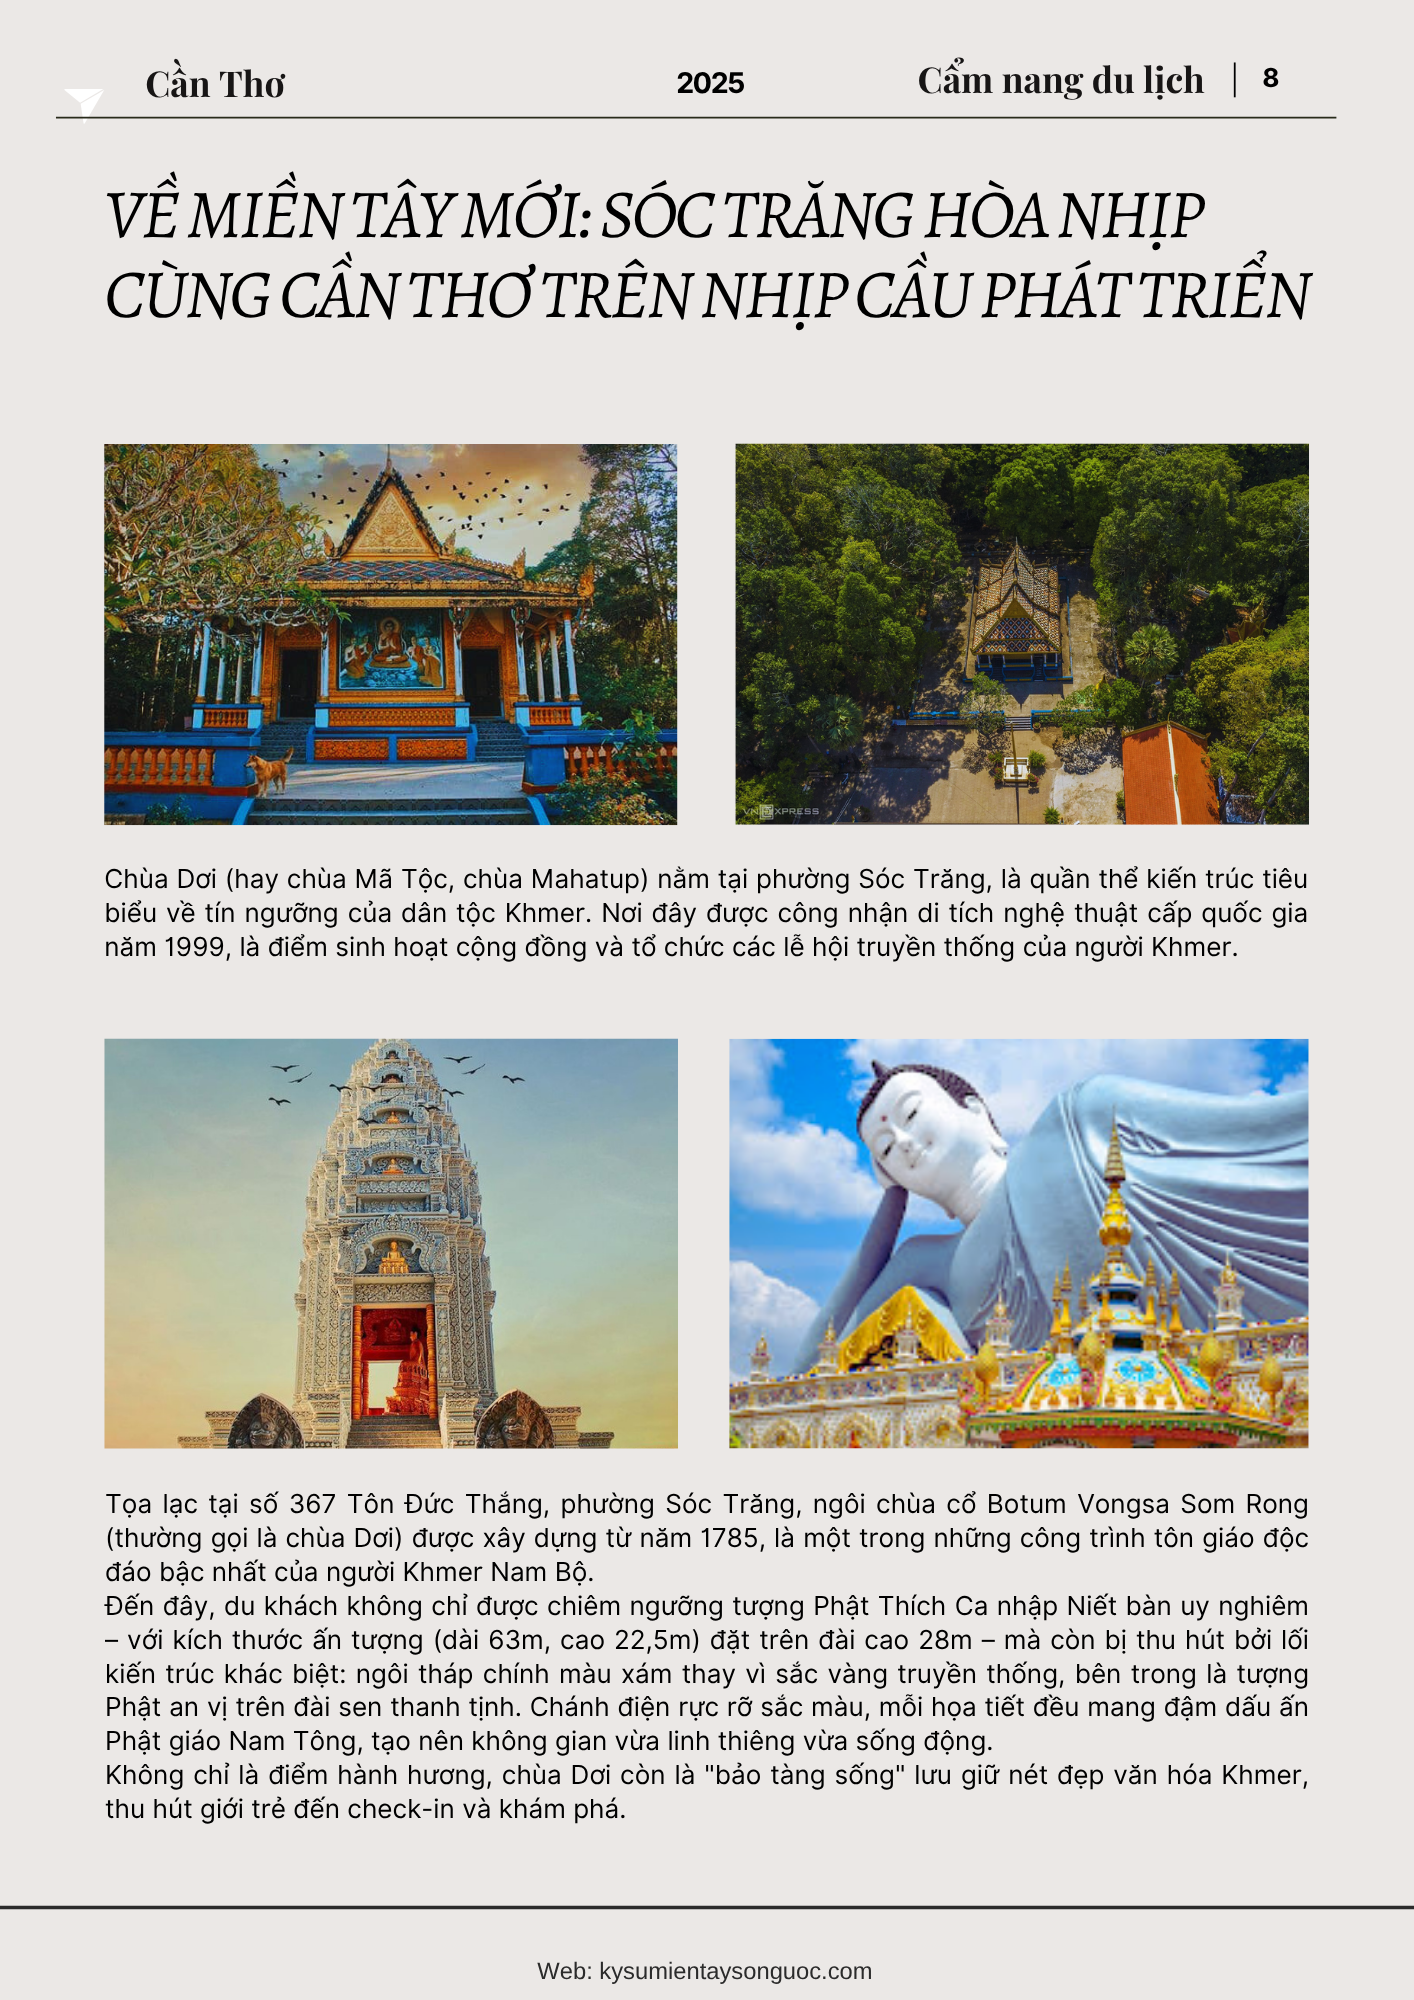 Cần Thơ
2025
Cẩm nang du lịch | 8
VỀ MIỀN TÂY MỚI: SÓC TRĂNG HÒA NHỊP
CÙNG CẦN THƠ TRÊN NHỊP CẦU PHÁT TRIỂN
VNEXPRESS
Chùa Dơi (hay chùa Mã Tộc, chùa Mahatup) nằm tại phường Sóc Trăng, là quần thể kiến trúc tiêu
biểu về tín ngưỡng của dân tộc Khmer. Nơi đây được công nhận di tích nghệ thuật cấp quốc gia
năm 1999, là điểm sinh hoạt cộng đồng và tổ chức các lễ hội truyền thống của người Khmer.
Tọa lạc tại số 367 Tôn Đức Thắng, phường Sóc Trăng, ngôi chùa cổ Botum Vongsa Som Rong
(thường gọi là chùa Dơi) được xây dựng từ năm 1785, là một trong những công trình tôn giáo độc
đáo bậc nhất của người Khmer Nam Bộ.
Đến đây, du khách không chỉ được chiêm ngưỡng tượng Phật Thích Ca nhập Niết bàn uy nghiêm
– với kích thước ấn tượng (dài 63m, cao 22,5m) đặt trên đài cao 28m – mà còn bị thu hút bởi lối
kiến trúc khác biệt: ngôi tháp chính màu xám thay vì sắc vàng truyền thống, bên trong là tượng
Phật an vị trên đài sen thanh tịnh. Chánh điện rực rỡ sắc màu, mỗi họa tiết đều mang đậm dấu ấn
Phật giáo Nam Tông, tạo nên không gian vừa linh thiêng vừa sống động.
Không chỉ là điểm hành hương, chùa Dơi còn là "bảo tàng sống" lưu giữ nét đẹp văn hóa Khmer,
thu hút giới trẻ đến check-in và khám phá.
Web: kysumientaysonguoc.com